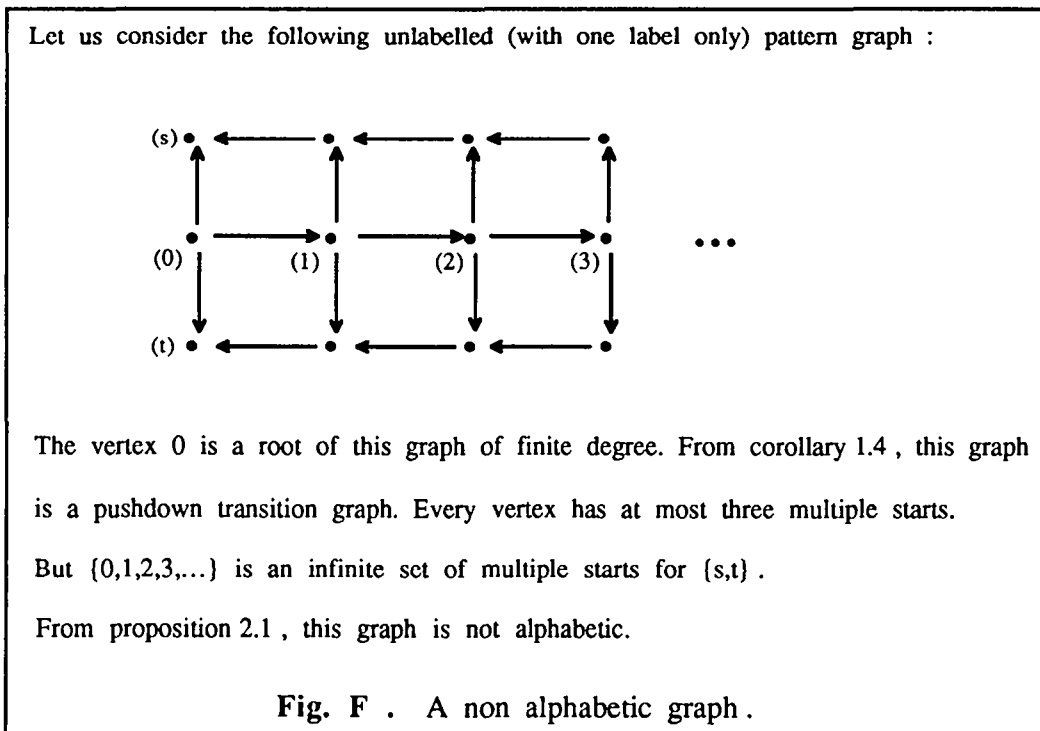 Let us consider the following unlabelled (with one label only) pattern graph :
(s)
(0) (1) (2) (3) ...
(t)
The vertex 0 is a root of this graph of finite degree. From corollary 1.4 , this graph
is a pushdown transition graph. Every vertex has at most three multiple starts.
But {0,1,2,3,...} is an infinite set of multiple starts for {s,t} .
From proposition 2.1 , this graph is not alphabetic.
Fig. F . A non alphabetic graph .